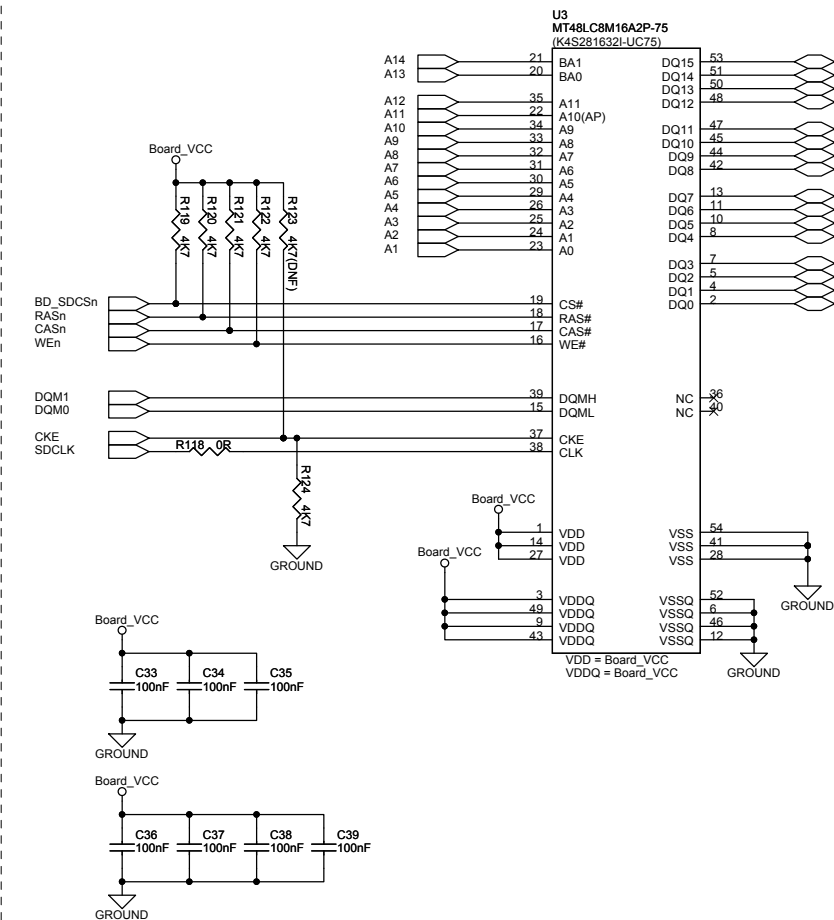 U3
MT48LC8M16A2P-75
(K4S281632I-UC75)
A14 21 BA1 DQ15 53
A13 20 BA0 DQ14 51
DQ13 50
A12 35 A11 DQ12 48
A11 22 A10(AP)
A10 34 A9 DQ11 47
A9 33 A8 DQ10 45
A8 32 A7 DQ9 44
A7 31 A6 DQ8 42
A6 30 A5
A5 29 A4 DQ7 13
A4 26 A3 DQ6 11
A3 25 A2 DQ5 10
A2 24 A1 DQ4 8
A1 23 A0
DQ3 7
DQ2 5
DQ1 4
DQ0 2
Board_VCC
R119 4K7
R120 4K7
R121 4K7
R122 4K7
R123 4K7(DNF)
BD_SDCSn 19 CS#
RASn 18 RAS#
CASn 17 CAS#
WEn 16 WE#
DQM1 39 DQMH NC 36
DQM0 15 DQML NC 40
CKE 37 CKE
SDCLK R118 0R 38 CLK
R124 4K7
GROUND
Board_VCC
1 VDD VSS 54
14 VDD VSS 41
27 VDD VSS 28
GROUND
Board_VCC
3 VDDQ VSSQ 52
49 VDDQ VSSQ 6
9 VDDQ VSSQ 46
43 VDDQ VSSQ 12
GROUND
VDD = Board_VCC
VDDQ = Board_VCC
Board_VCC
C33 C34 C35
100nF 100nF 100nF
GROUND
Board_VCC
C36 C37 C38 C39
100nF 100nF 100nF 100nF
GROUND